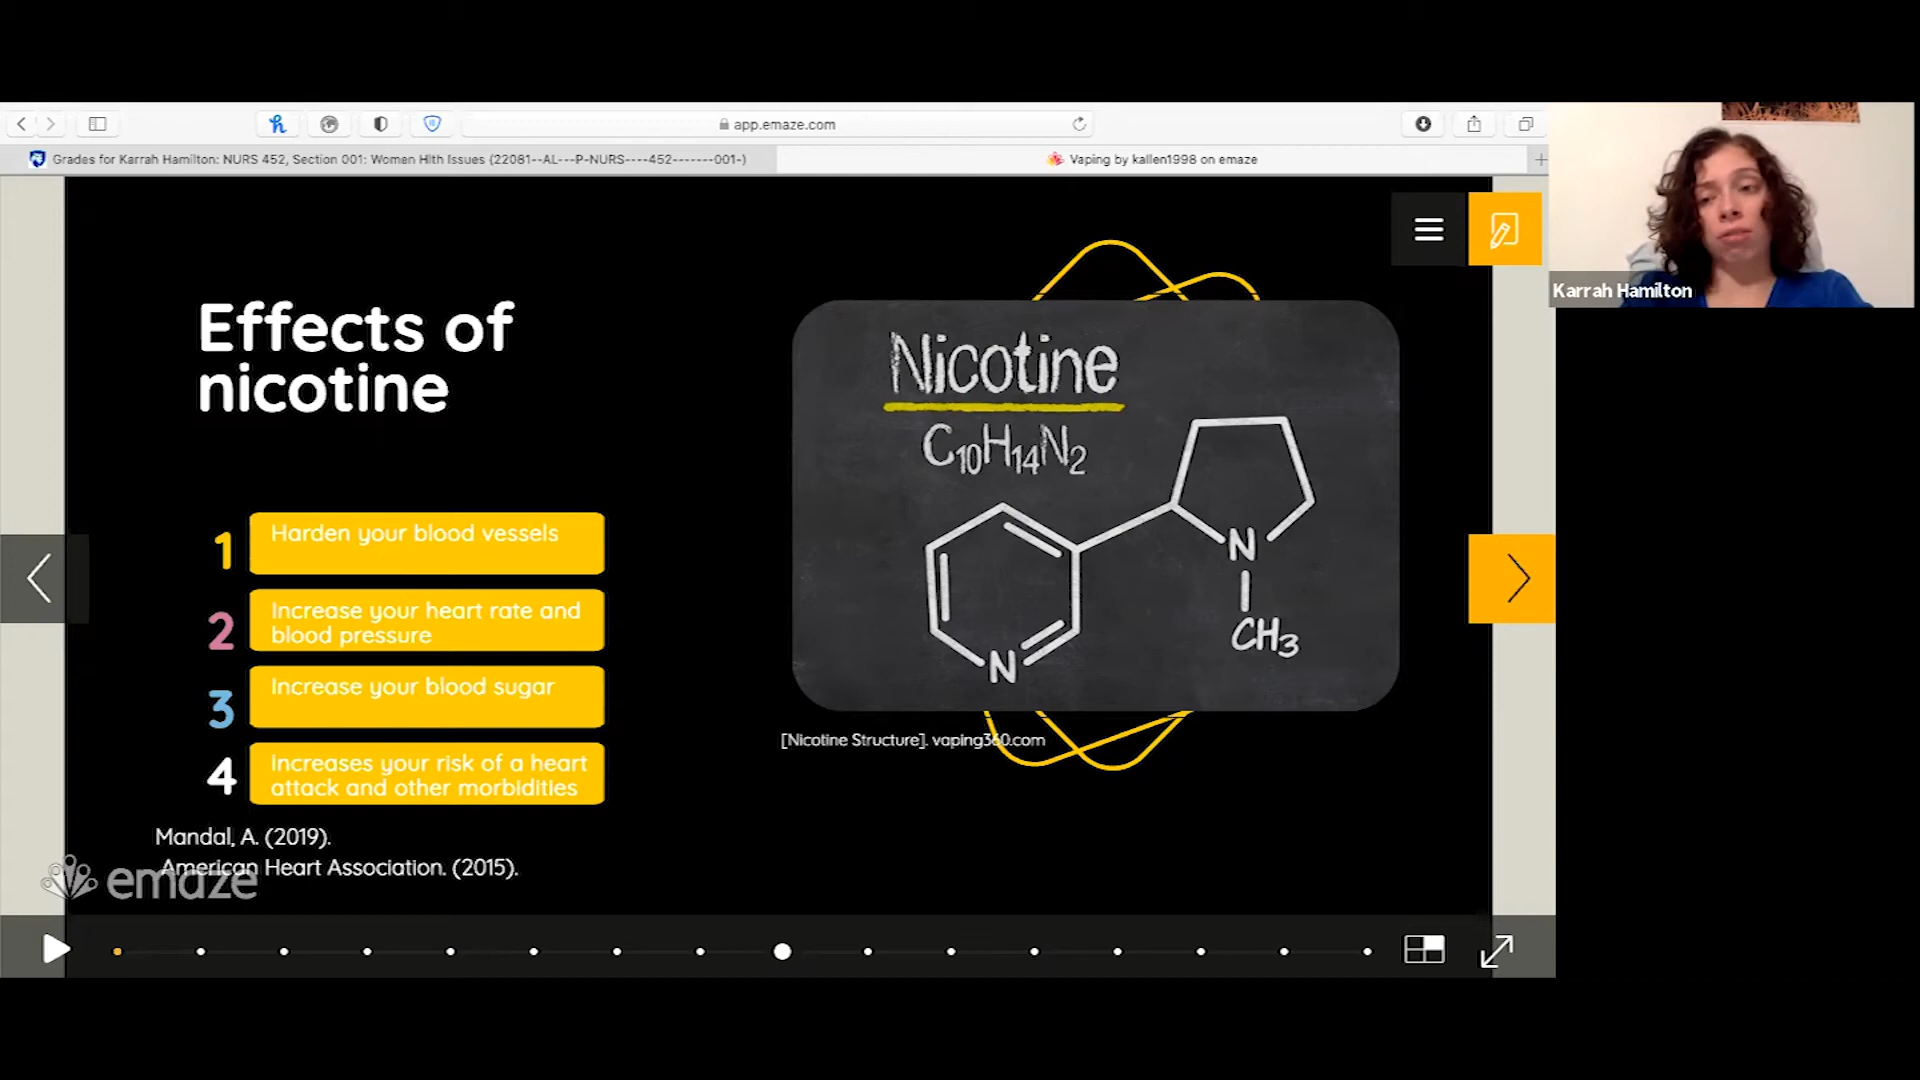 app.emaze.com
Grades for Karrah Hamilton: NURS 452, Section 001: Women Hlth Issues (22081--AL---P-NURS----452-------001-)
Vaping by kallen1998 on emaze
Karrah Hamilton
Effects of
nicotine
1 Harden your blood vessels
2 Increase your heart rate and
blood pressure
3 Increase your blood sugar
4 Increases your risk of a heart
attack and other morbidities
Mandal, A. (2019).
American Heart Association. (2015).
emaze
Nicotine
C10H14N2
N
CH3
N
[Nicotine Structure]. vaping360.com